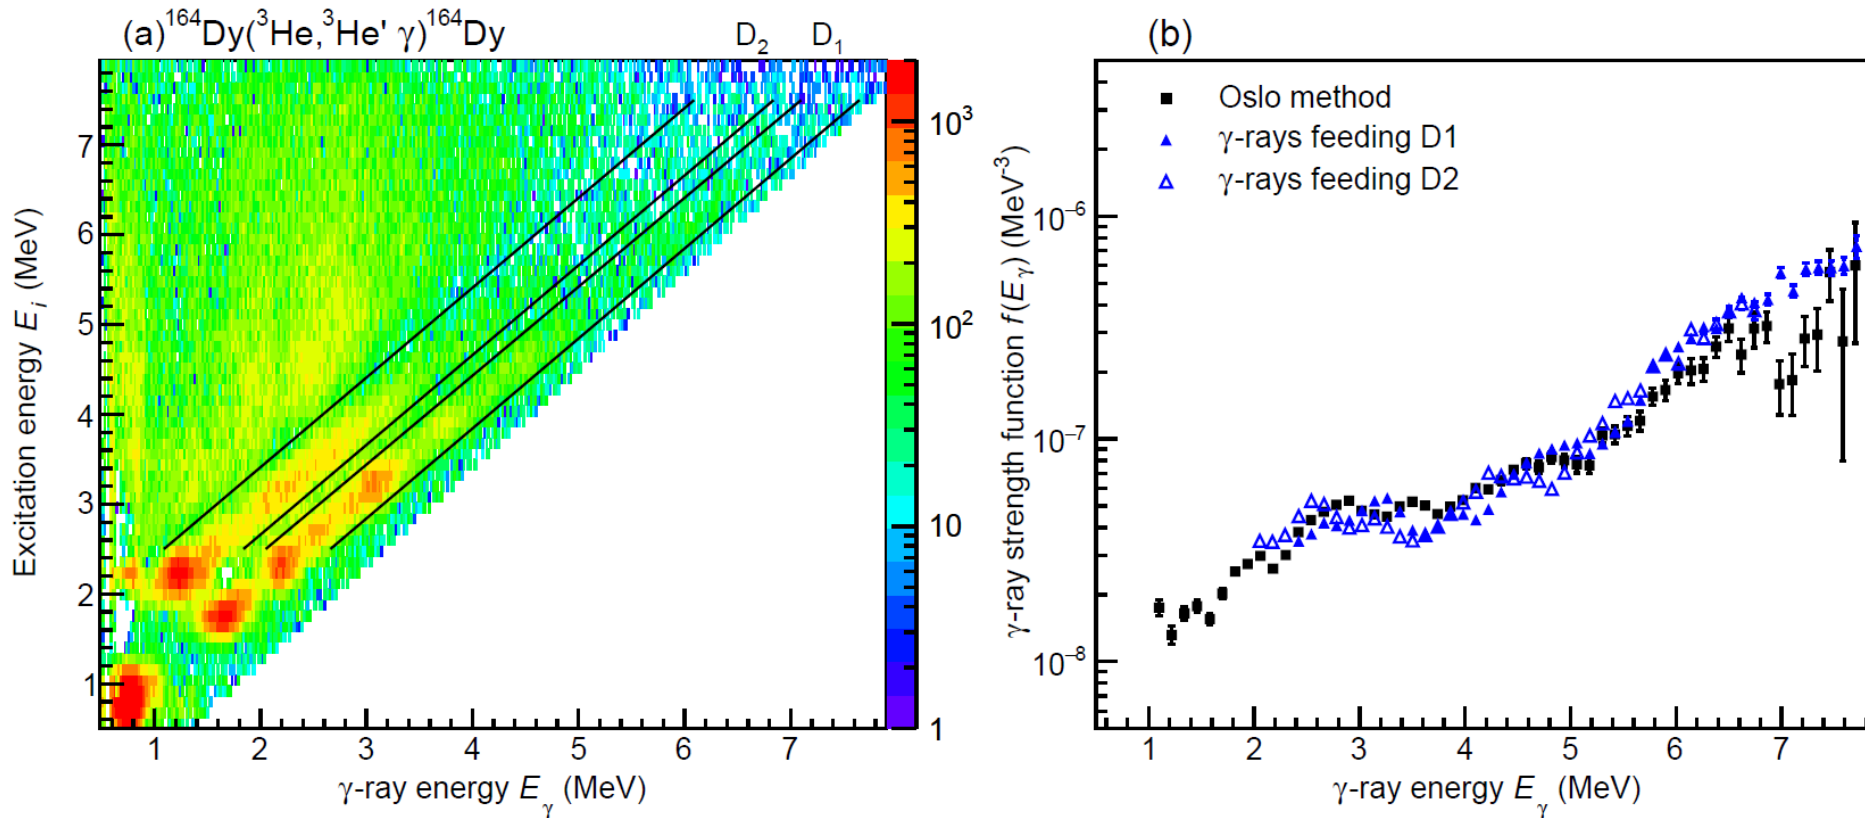 (a) ¹⁶⁴Dy(³He,³He' γ)¹⁶⁴Dy D₂ D₁
Excitation energy E_i (MeV)
7
6
5
4
3
2
1
1 2 3 4 5 6 7
γ-ray energy E_γ (MeV)
10³
10²
10
1
(b)
Oslo method
γ-rays feeding D1
γ-rays feeding D2
γ-ray strength function f(E_γ) (MeV⁻³)
10⁻⁶
10⁻⁷
10⁻⁸
1 2 3 4 5 6 7
γ-ray energy E_γ (MeV)